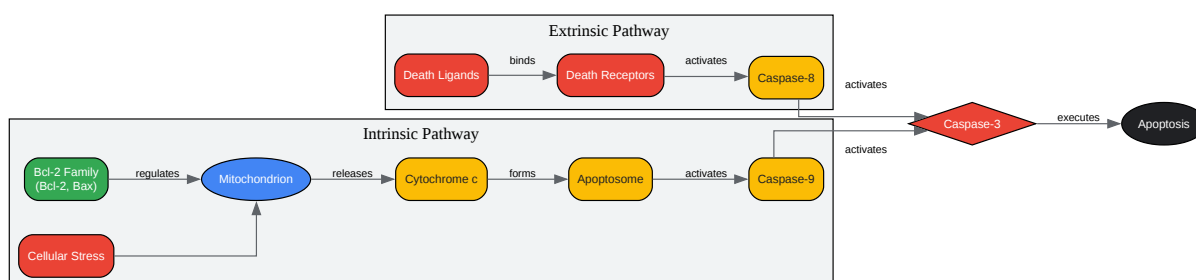 Extrinsic Pathway
Death Ligands
binds
Death Receptors
activates
Caspase-8
activates
Intrinsic Pathway
Bcl-2 Family
(Bcl-2, Bax)
regulates
Mitochondrion
releases
Cytochrome c
forms
Apoptosome
activates
Caspase-9
activates
Cellular Stress
Caspase-3
executes
Apoptosis